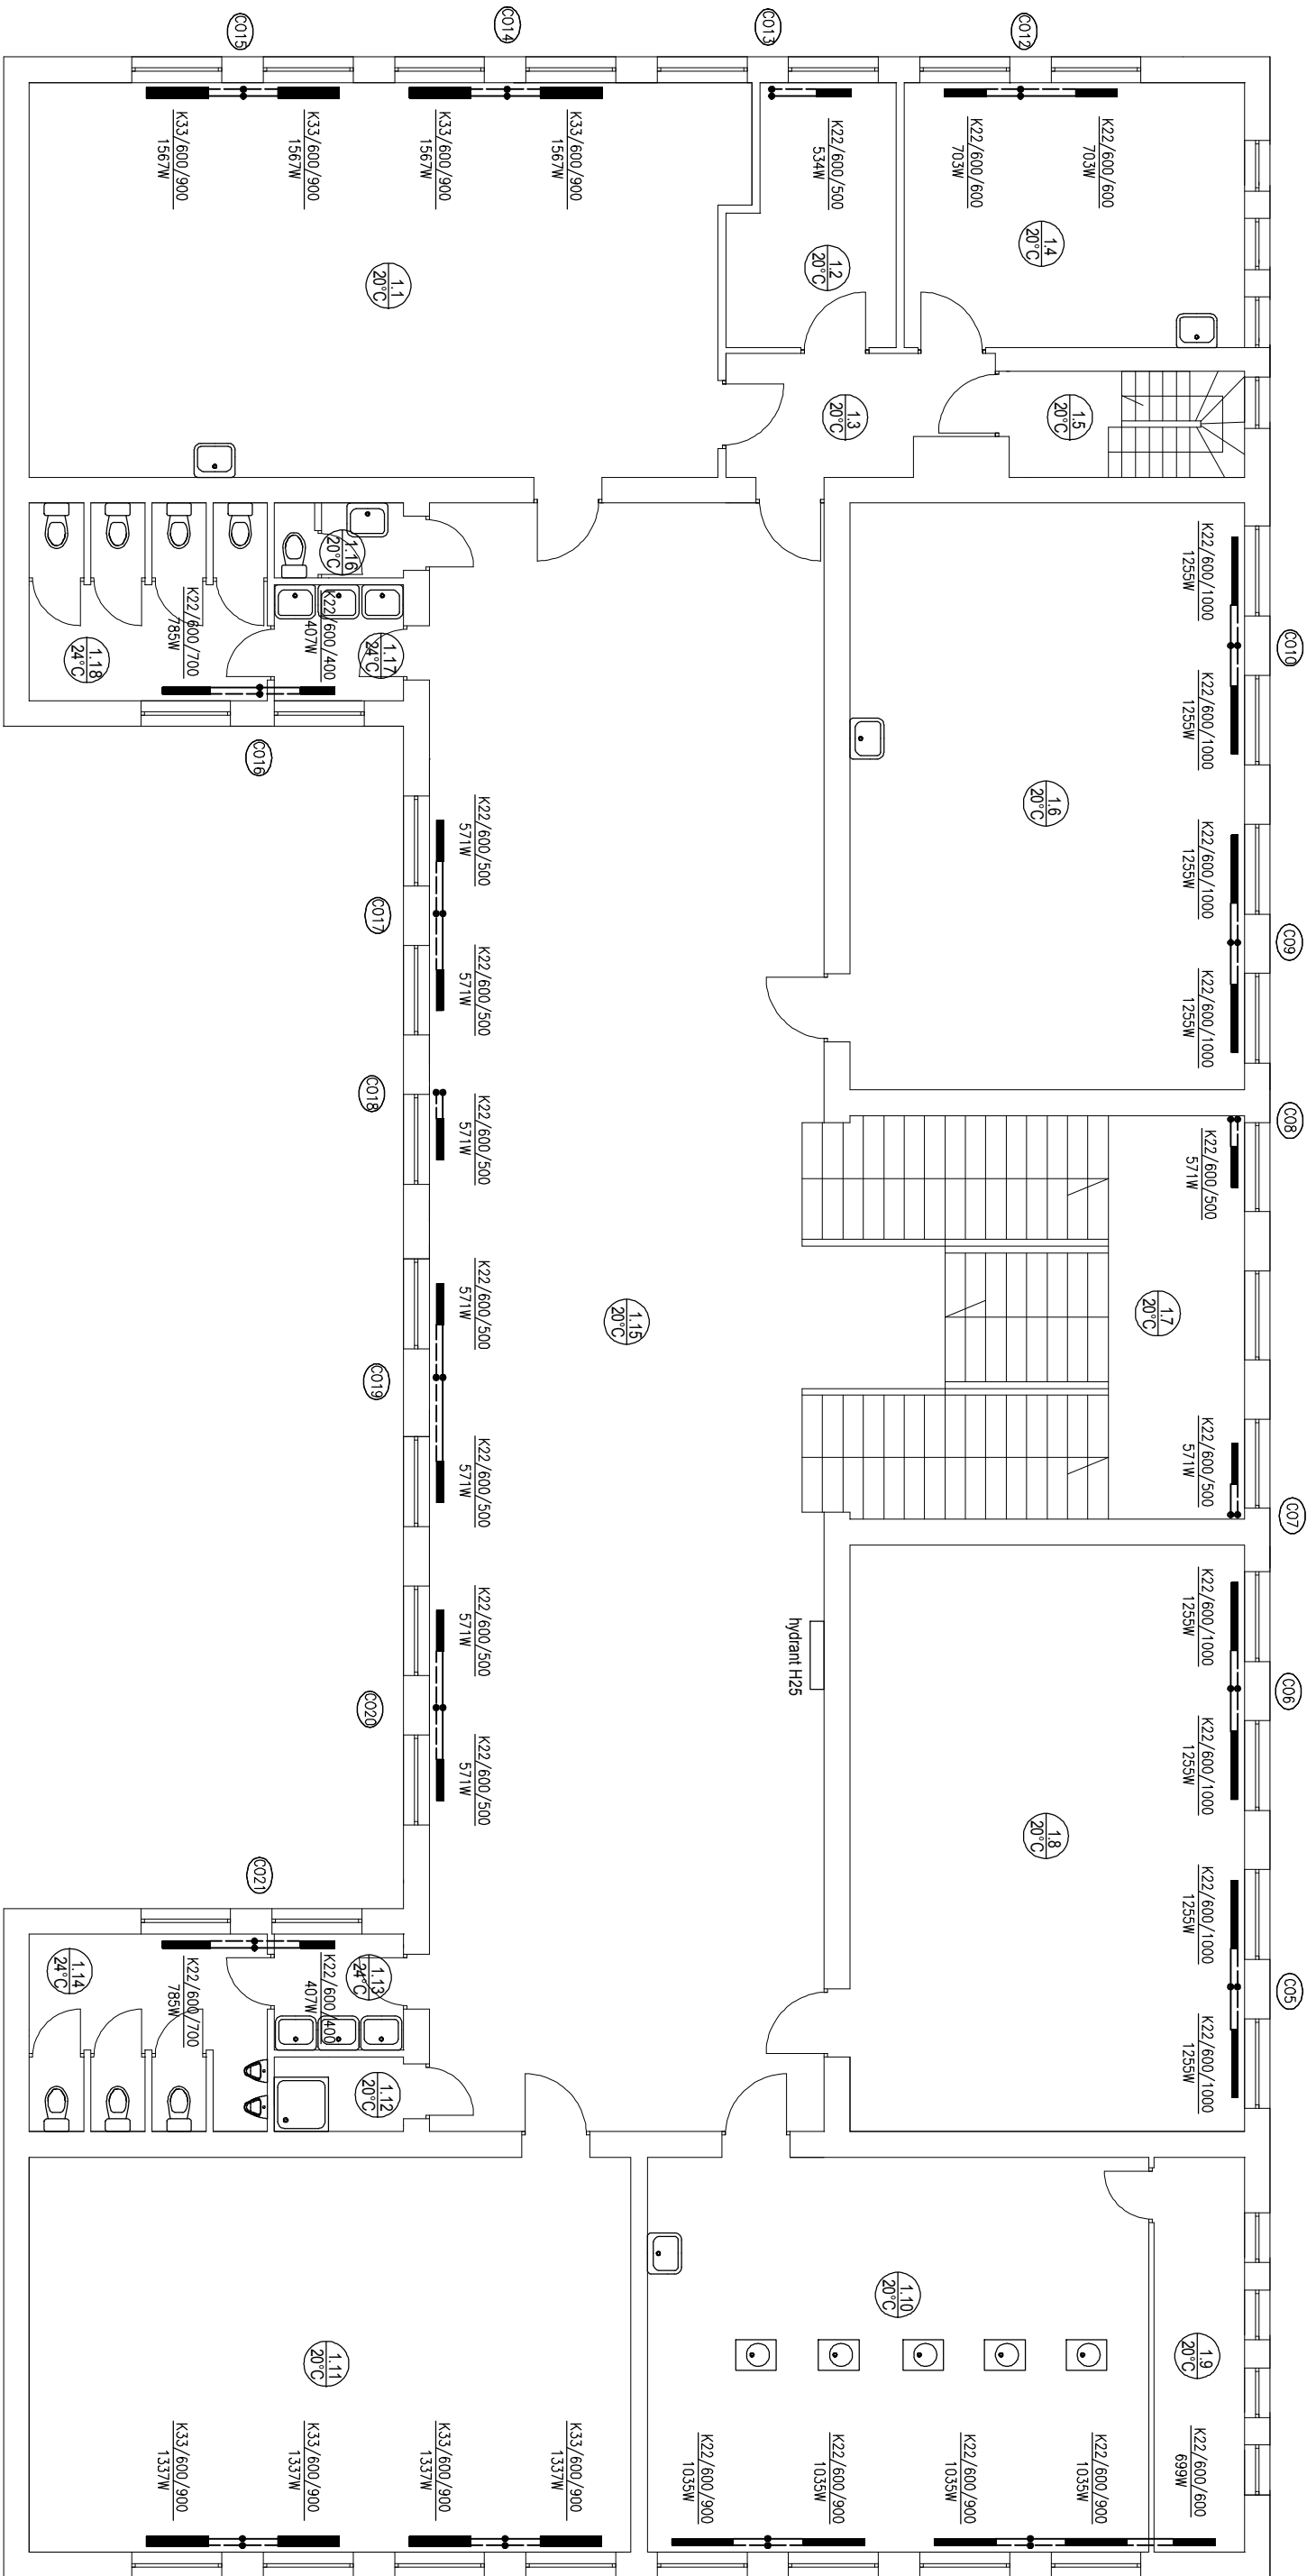 CO15
CO14
CO13
CO12
K33/600/900
1567W
K33/600/900
1567W
K33/600/900
1567W
K33/600/900
1567W
K22/600/500
534W
K22/600/600
703W
K22/600/600
703W
1.1
20°C
1.2
20°C
1.4
20°C
1.3
20°C
1.5
20°C
1.16
20°C
1.17
24°C
K22/600/400
407W
K22/600/700
785W
1.18
24°C
CO16
K22/600/1000
1255W
CO10
K22/600/1000
1255W
1.6
20°C
K22/600/1000
1255W
CO9
K22/600/1000
1255W
K22/600/500
571W
CO17
K22/600/500
571W
CO18
K22/600/500
571W
CO8
K22/600/500
571W
1.7
20°C
1.15
20°C
K22/600/500
571W
CO19
K22/600/500
571W
K22/600/500
571W
CO7
hydrant H25
K22/600/500
571W
CO20
K22/600/500
571W
K22/600/1000
1255W
CO6
K22/600/1000
1255W
1.8
20°C
K22/600/1000
1255W
CO5
K22/600/1000
1255W
CO21
1.14
24°C
K22/600/700
785W
1.13
24°C
K22/600/400
407W
1.12
20°C
1.10
20°C
1.9
20°C
1.11
20°C
K33/600/900
1337W
K33/600/900
1337W
K33/600/900
1337W
K33/600/900
1337W
K22/600/900
1035W
K22/600/900
1035W
K22/600/900
1035W
K22/600/900
1035W
K22/600/600
699W